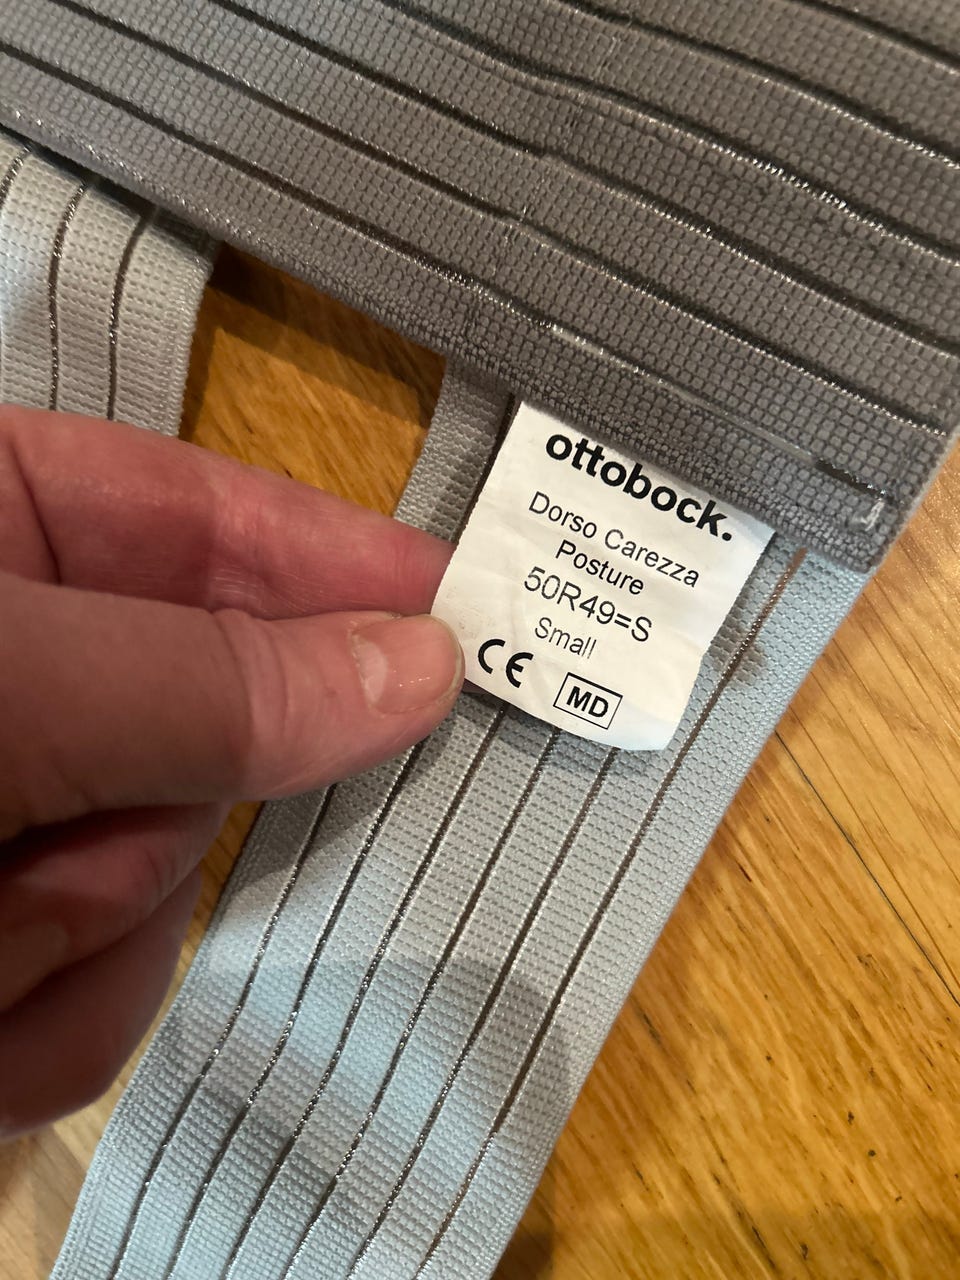 ottobock.
Dorso Carezza
Posture
50R49=S
Small
CE
MD